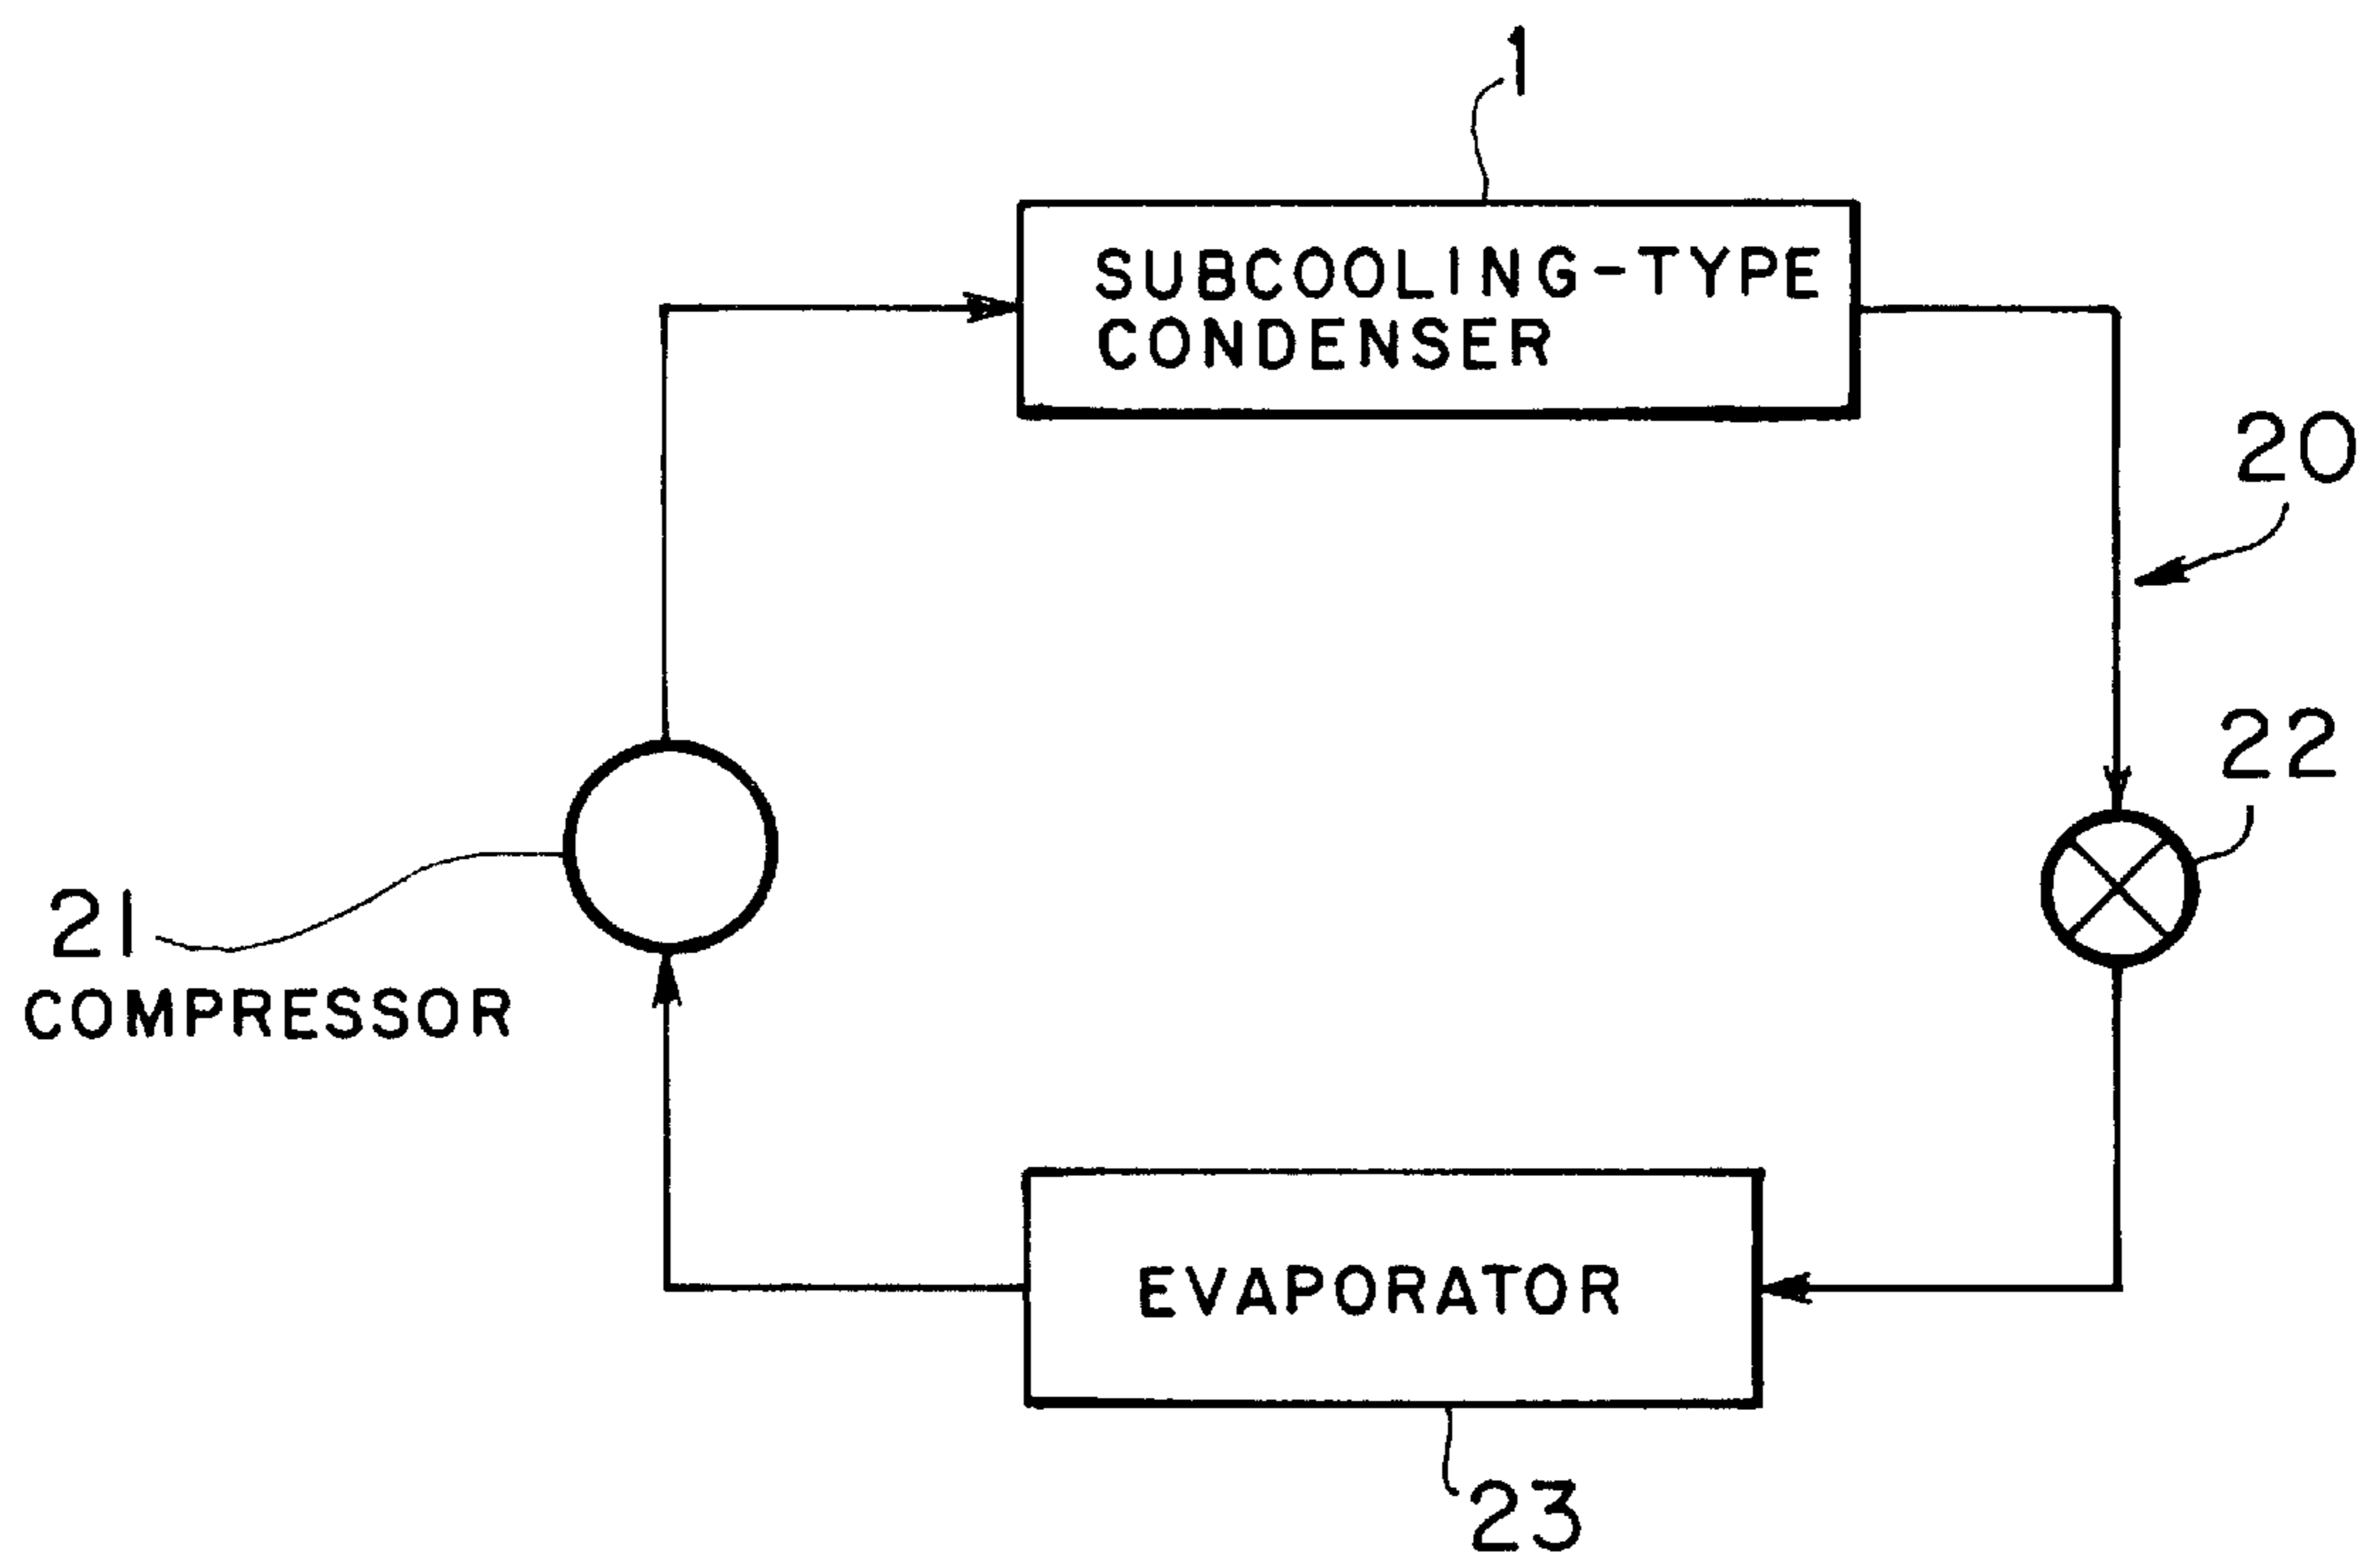 1
SUBCOOLING-TYPE
CONDENSER
20
22
21
COMPRESSOR
EVAPORATOR
23